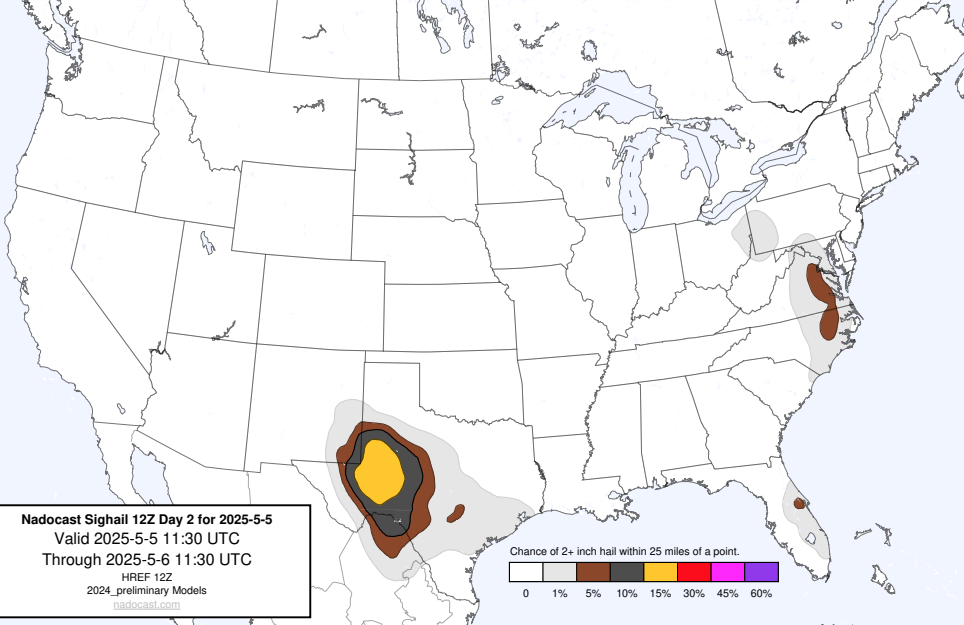 Nadocast Sighail 12Z Day 2 for 2025-5-5
Valid 2025-5-5 11:30 UTC
Through 2025-5-6 11:30 UTC
HREF 12Z
2024_preliminary Models
nadocast.com
Chance of 2+ inch hail within 25 miles of a point.
0 1% 5% 10% 15% 30% 45% 60%